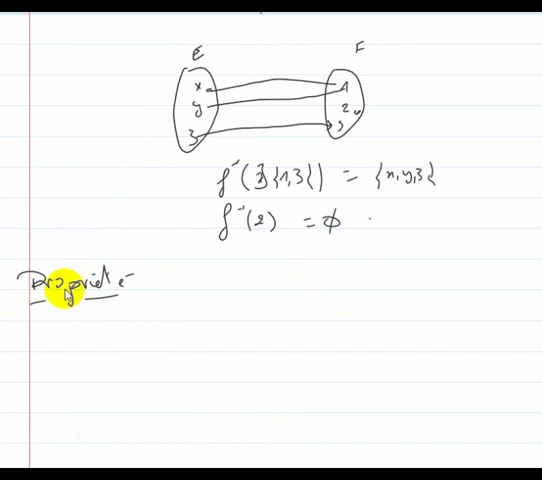 E F
x 1
y 2
z 3
f⁻¹({1,3}) = {x,y,z}
f⁻¹(2) = ∅
Propriété